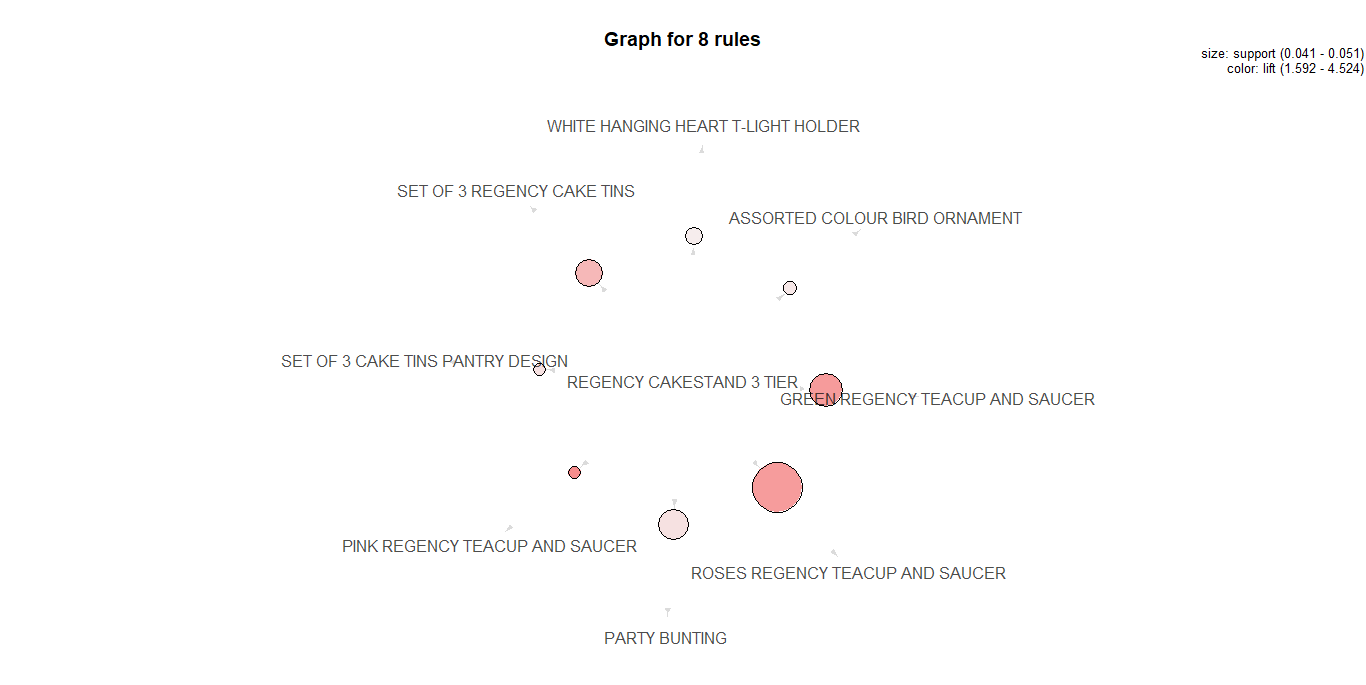 Graph for 8 rules
size: support (0.041 - 0.051)
color: lift (1.592 - 4.524)
WHITE HANGING HEART T-LIGHT HOLDER
SET OF 3 REGENCY CAKE TINS
ASSORTED COLOUR BIRD ORNAMENT
SET OF 3 CAKE TINS PANTRY DESIGN
REGENCY CAKESTAND 3 TIER
GREEN REGENCY TEACUP AND SAUCER
PINK REGENCY TEACUP AND SAUCER
ROSES REGENCY TEACUP AND SAUCER
PARTY BUNTING